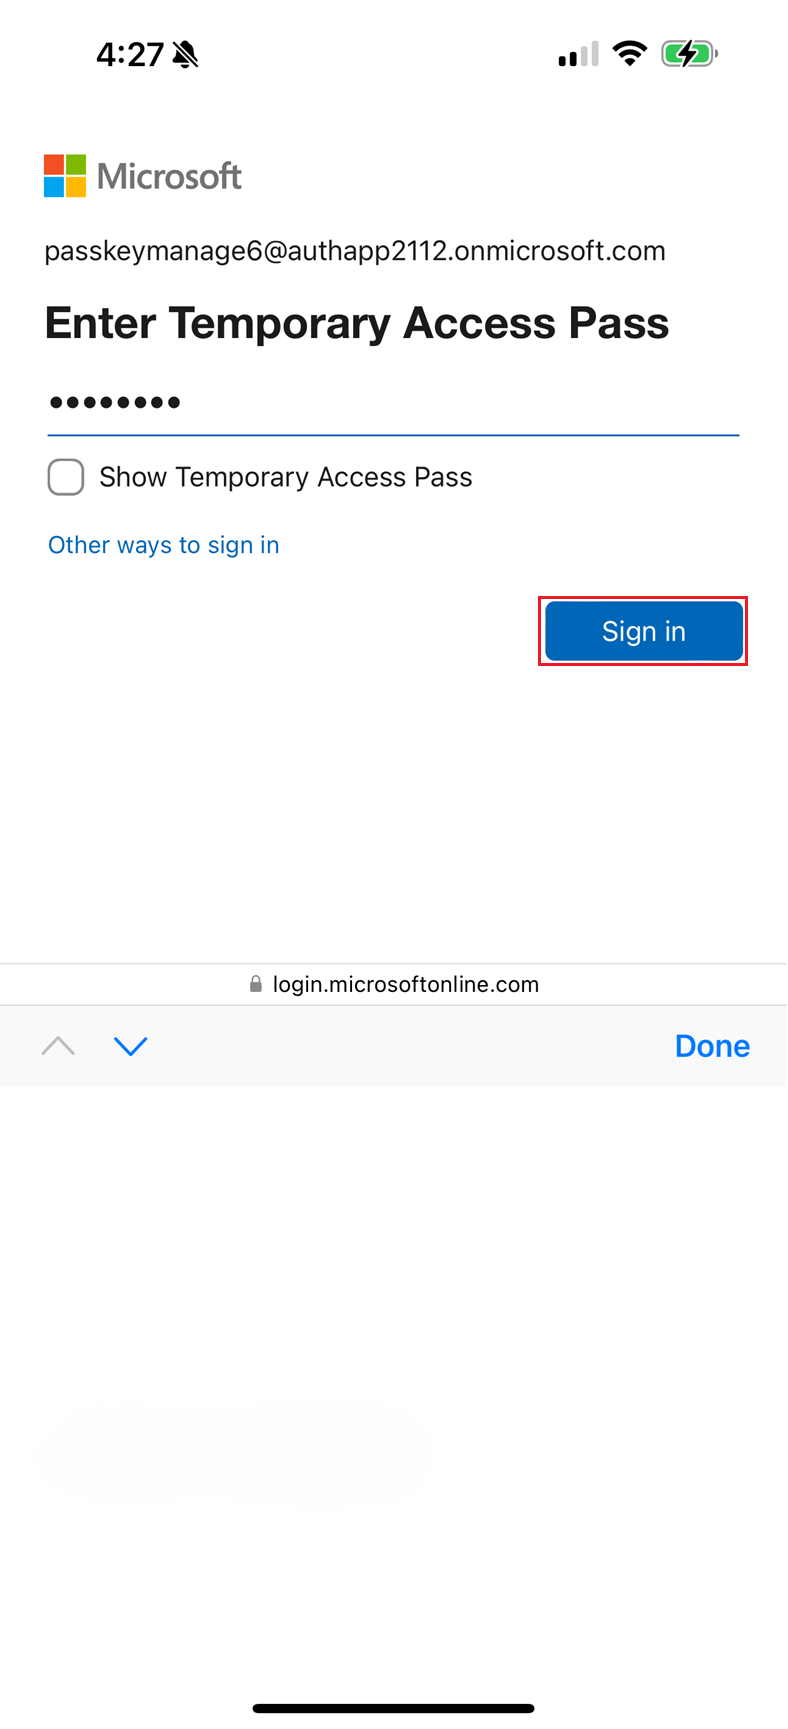 4:27
Microsoft
passkeymanage6@authapp2112.onmicrosoft.com
Enter Temporary Access Pass
••••••••
Show Temporary Access Pass
Other ways to sign in
Sign in
login.microsoftonline.com
Done